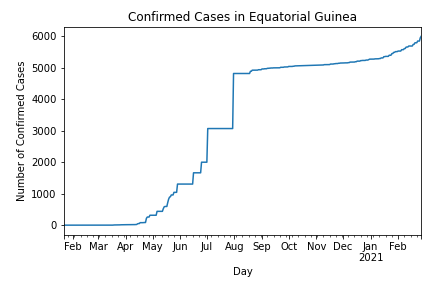 Confirmed Cases in Equatorial Guinea
Number of Confirmed Cases
6000
5000
4000
3000
2000
1000
0
Feb Mar Apr May Jun Jul Aug Sep Oct Nov Dec Jan Feb
2021
Day